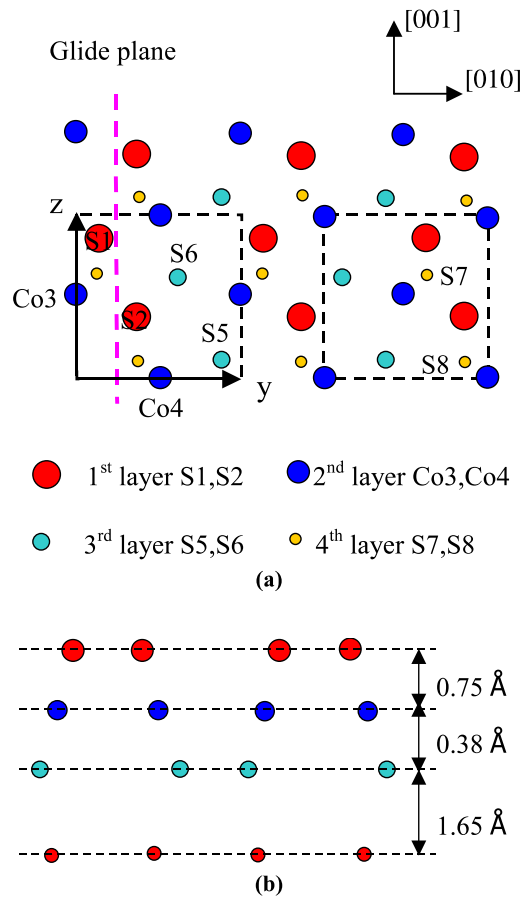 [001]
Glide plane
[010]
z
S1
S6
S7
Co3
S2
S5
S8
y
Co4
1st layer S1,S2
2nd layer Co3,Co4
3rd layer S5,S6
4th layer S7,S8
(a)
0.75 Å
0.38 Å
1.65 Å
(b)